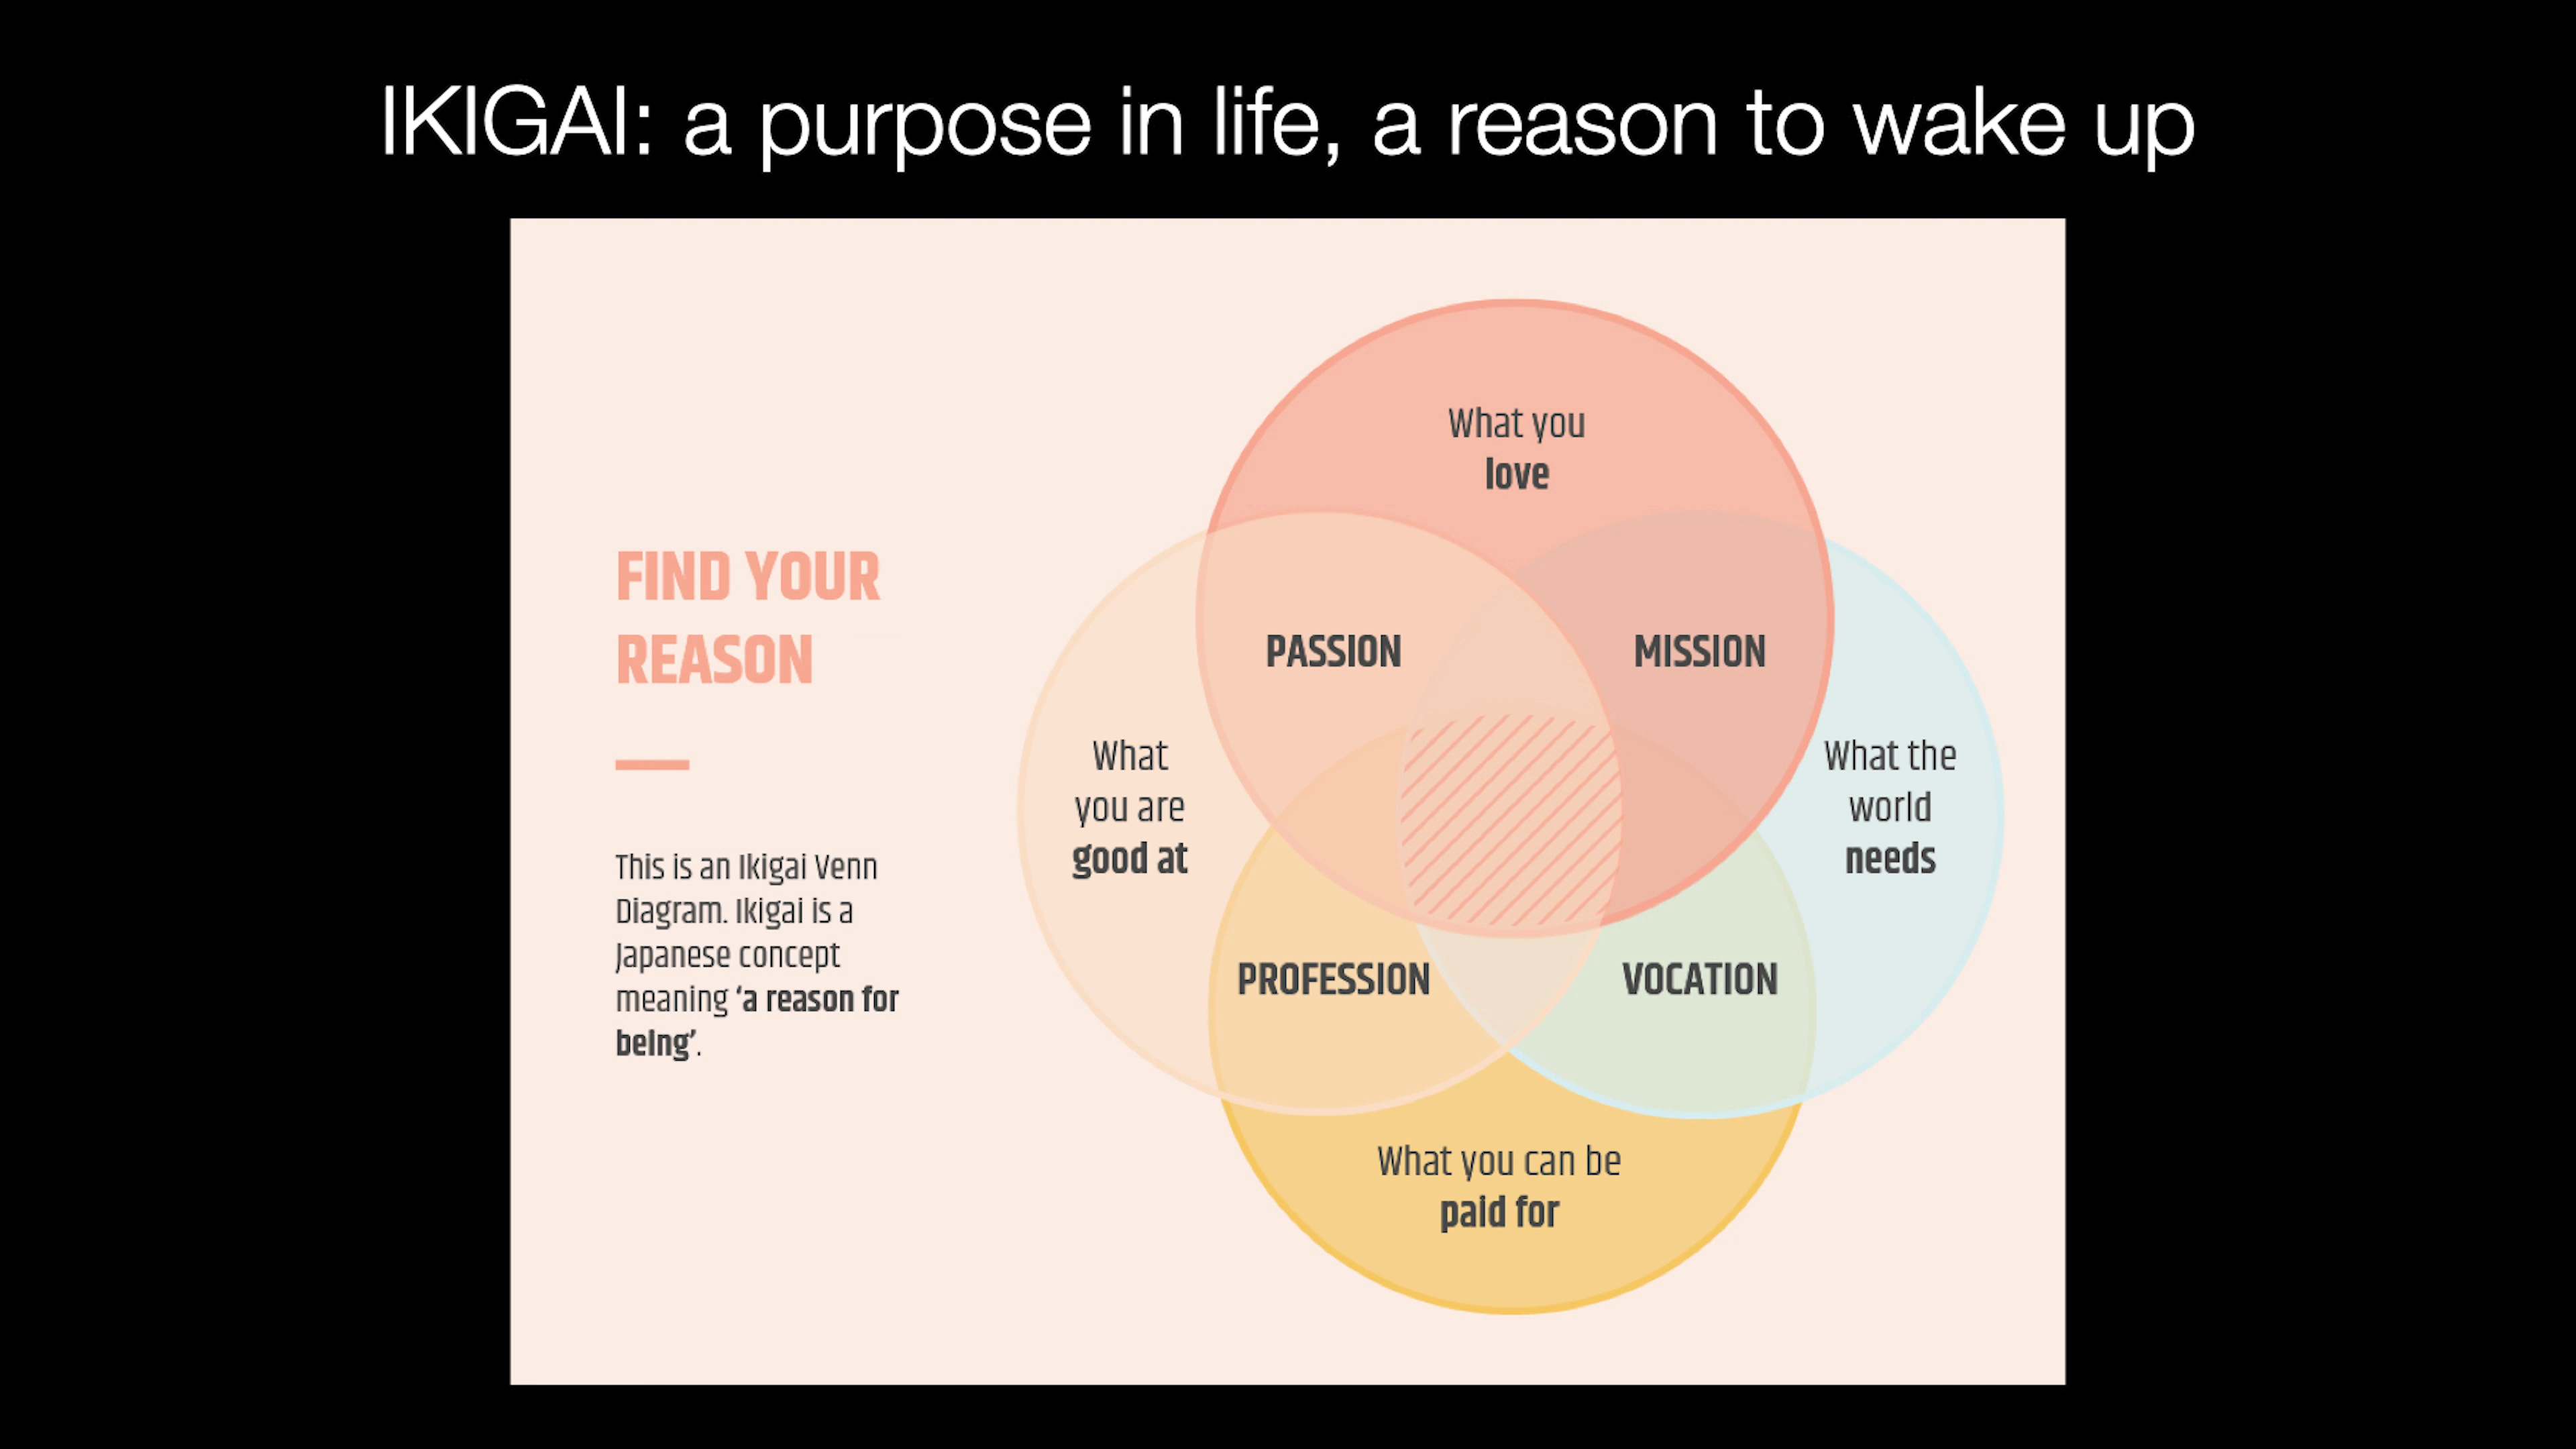 IKIGAI: a purpose in life, a reason to wake up
FIND YOUR
REASON
This is an Ikigai Venn
Diagram. Ikigai is a
Japanese concept
meaning ‘a reason for
being’.
What you
love
PASSION
MISSION
What
you are
good at
What the
world
needs
PROFESSION
VOCATION
What you can be
paid for